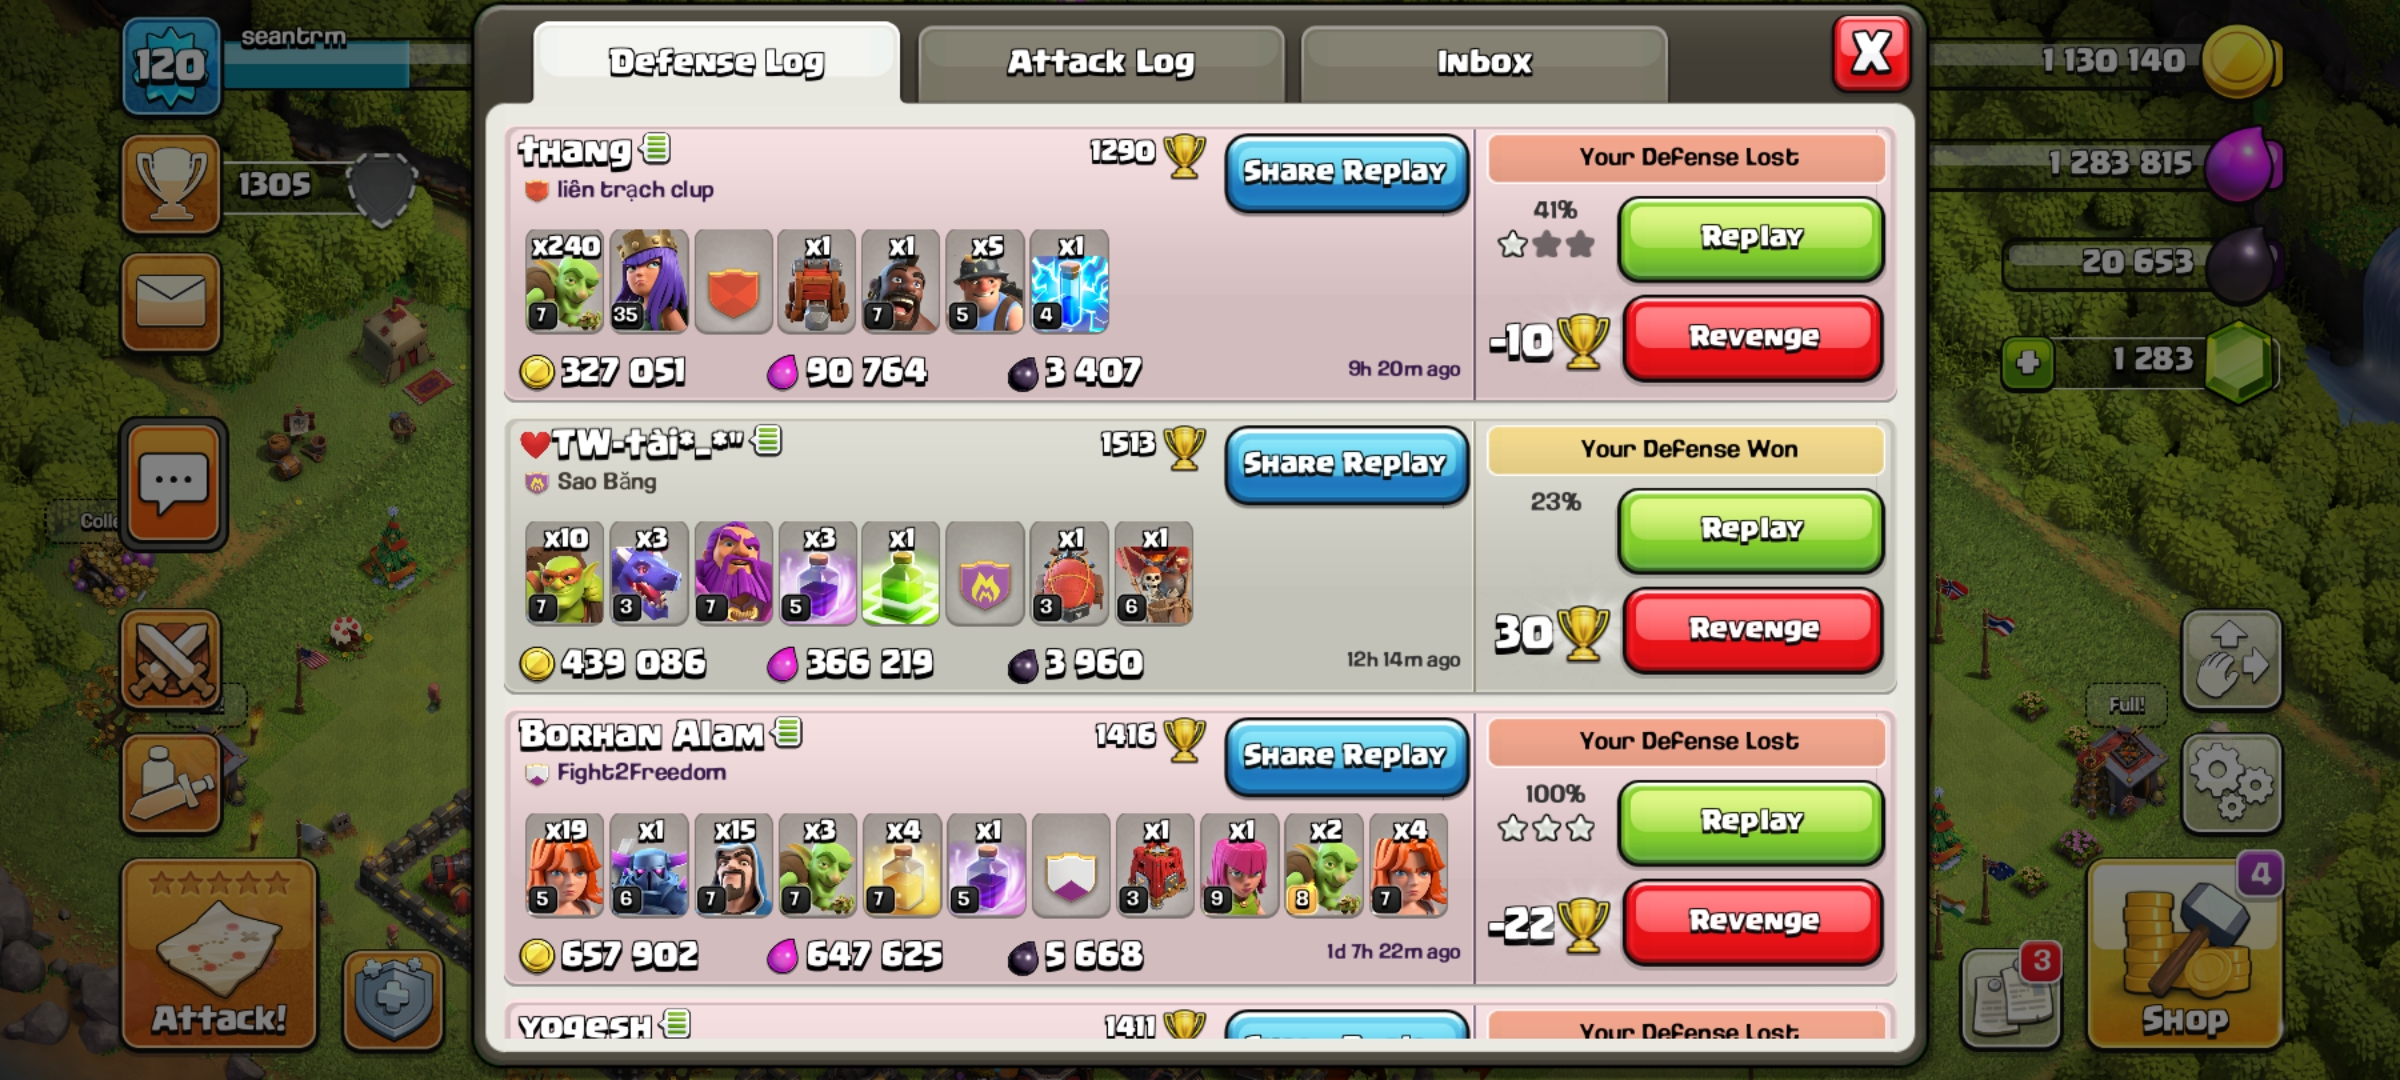 120
seantrm
1305
Defense Log
Attack Log
Inbox
X
1 130 140
1 283 815
20 653
1 283
tHang
liên trạch clup
1290
Share Replay
Your Defense Lost
x240
x1
x1
x5
x1
7
35
7
5
4
41%
Replay
-10
Revenge
327 051
90 764
3 407
9h 20m ago
TW-tài*_*"
Sao Băng
1513
Share Replay
Your Defense Won
x10
x3
x3
x1
x1
x1
7
3
7
5
3
6
23%
Replay
30
Revenge
439 086
366 219
3 960
12h 14m ago
Borhan Alam
Fight2Freedom
1416
Share Replay
Your Defense Lost
x19
x1
x15
x3
x4
x1
x1
x1
x2
x4
5
6
7
7
7
5
3
9
8
7
100%
Replay
-22
Revenge
657 902
647 625
5 668
1d 7h 22m ago
yogesh
1411
Your Defense Lost
Colle
Attack!
Full!
4
3
Shop